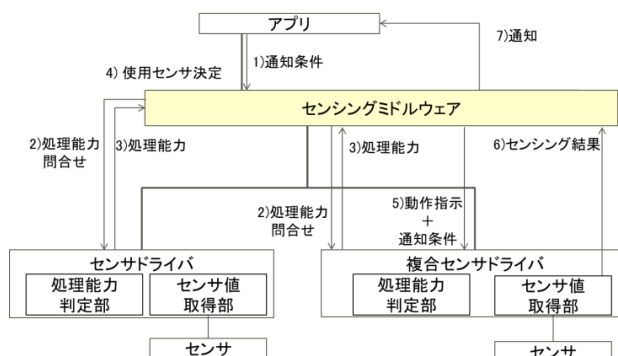 アプリ
7)通知
1)通知条件
4) 使用センサ決定
センシングミドルウェア
2)処理能力
問合せ
3)処理能力
3)処理能力
6)センシング結果
2)処理能力
問合せ
5)動作指示
+
通知条件
センサドライバ
処理能力
判定部
センサ値
取得部
複合センサドライバ
処理能力
判定部
センサ値
取得部
センサ
センサ